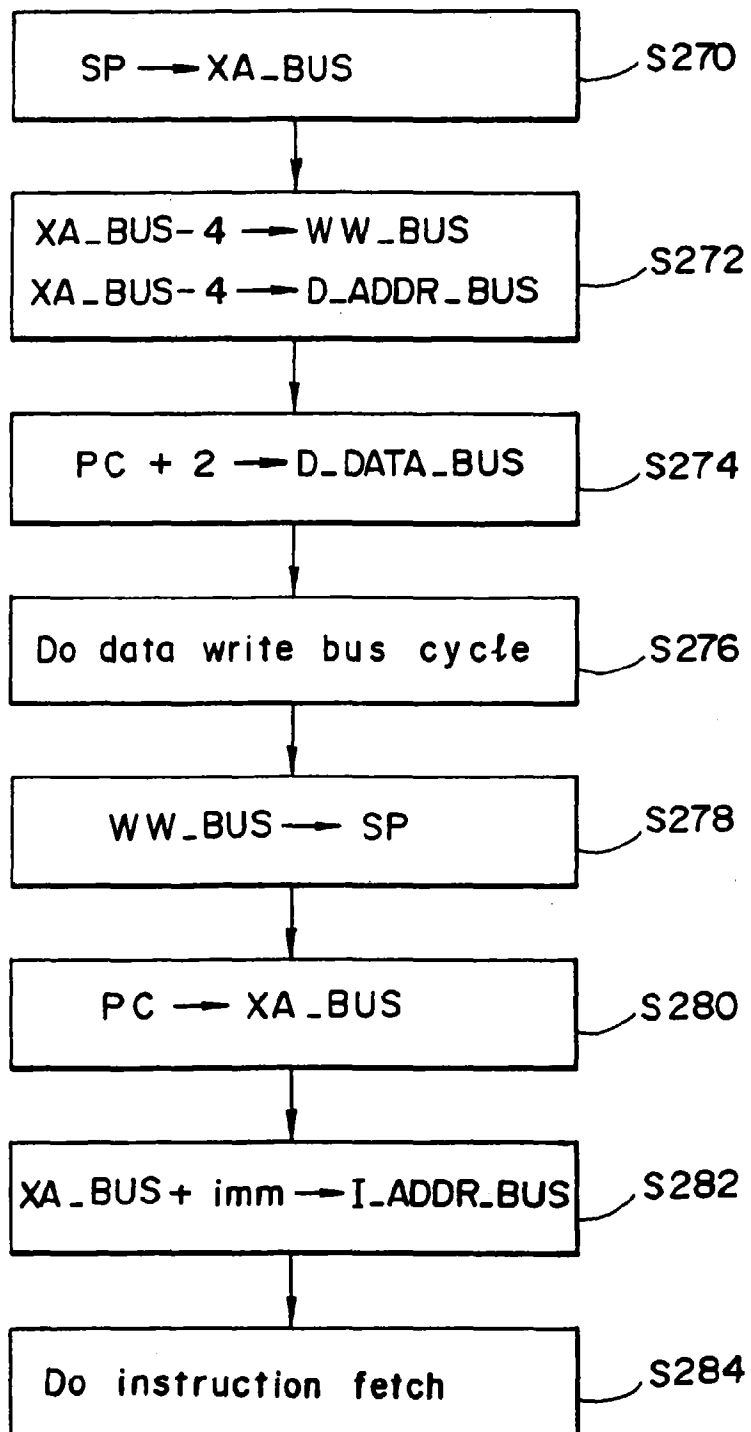 SP → XA_BUS
S270
XA_BUS-4 → WW_BUS
XA_BUS-4 → D_ADDR_BUS
S272
PC + 2 → D_DATA_BUS
S274
Do data write bus cycle
S276
WW_BUS → SP
S278
PC → XA_BUS
S280
XA_BUS + imm → I_ADDR_BUS
S282
Do instruction fetch
S284